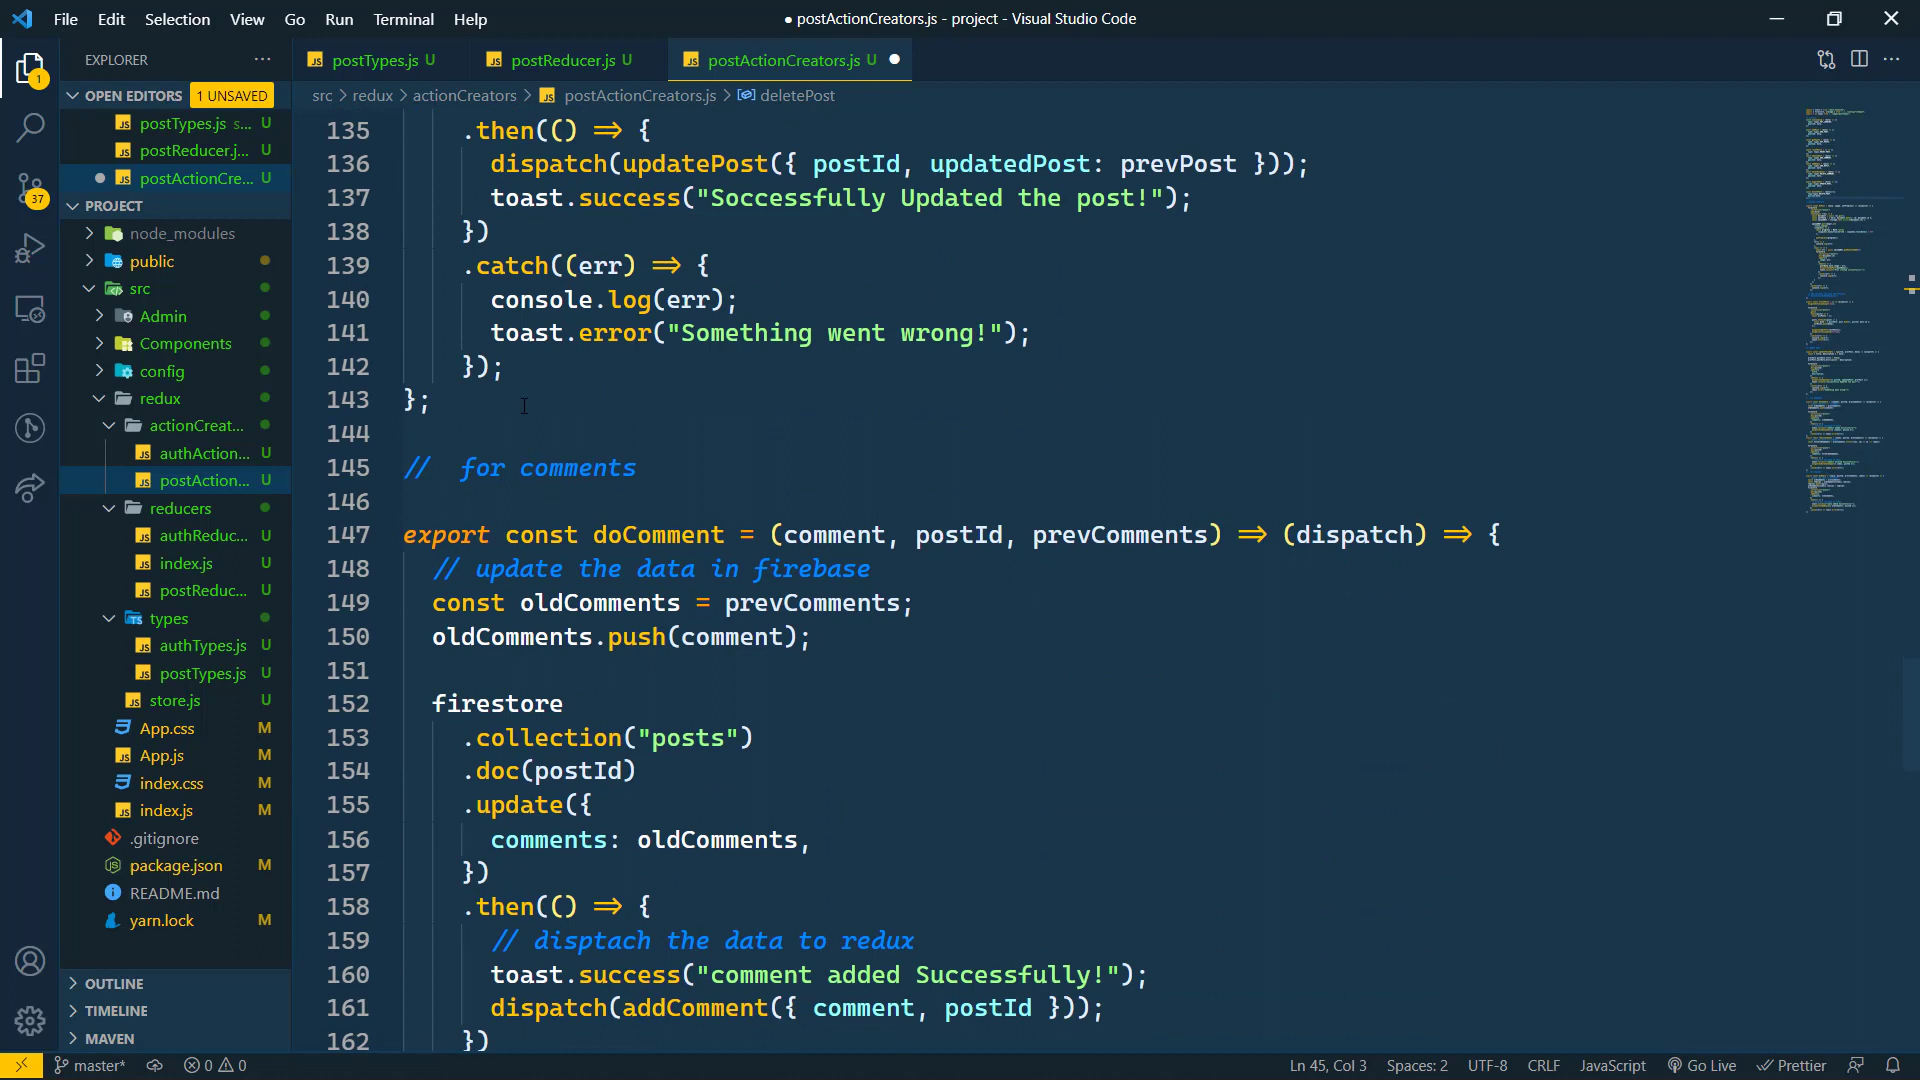 File Edit Selection View Go Run Terminal Help
● postActionCreators.js - project - Visual Studio Code
EXPLORER ···
postTypes.js U
postReducer.js U
postActionCreators.js U
OPEN EDITORS 1 UNSAVED
src > redux > actionCreators > postActionCreators.js > deletePost
postTypes.js s... U
postReducer.j... U
postActionCre... U
PROJECT
node_modules
public
src
Admin
Components
config
redux
actionCreat...
authAction... U
postAction... U
reducers
authReduc... U
index.js U
postReduc... U
types
authTypes.js U
postTypes.js U
store.js U
App.css M
App.js M
index.css M
index.js M
.gitignore
package.json M
README.md
yarn.lock M
OUTLINE
TIMELINE
MAVEN
1
37
135 .then(() => {
136 dispatch(updatePost({ postId, updatedPost: prevPost }));
137 toast.success("Soccessfully Updated the post!");
138 })
139 .catch((err) => {
140 console.log(err);
141 toast.error("Something went wrong!");
142 });
143 };
144
145 //  for comments
146
147 export const doComment = (comment, postId, prevComments) => (dispatch) => {
148 // update the data in firebase
149 const oldComments = prevComments;
150 oldComments.push(comment);
151
152 firestore
153 .collection("posts")
154 .doc(postId)
155 .update({
156 comments: oldComments,
157 })
158 .then(() => {
159 // disptach the data to redux
160 toast.success("comment added Successfully!");
161 dispatch(addComment({ comment, postId }));
162 })
master* 0 0 Ln 45, Col 3 Spaces: 2 UTF-8 CRLF JavaScript Go Live Prettier